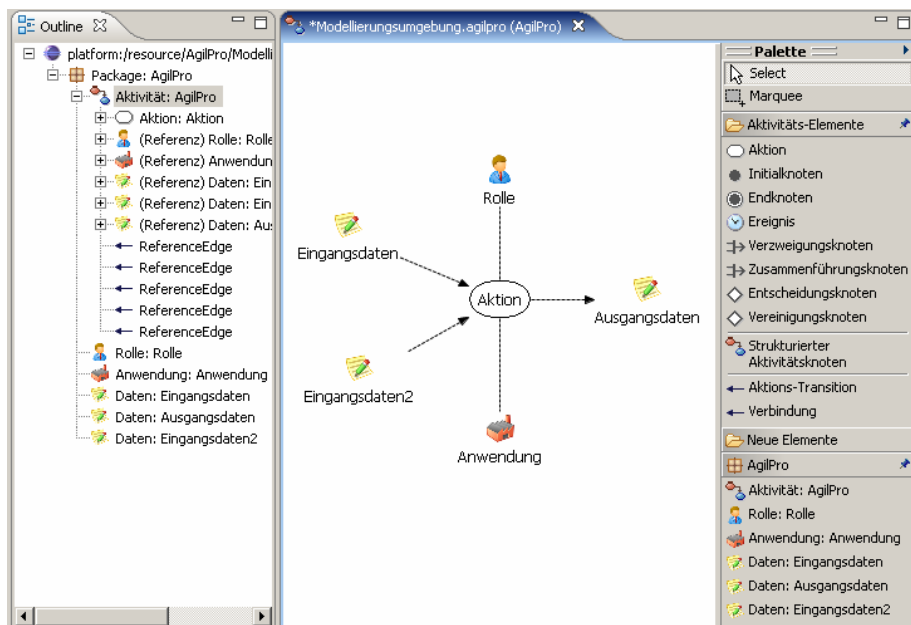 Outline
platform:/resource/AgilPro/Modelli
Package: AgilPro
Aktivität: AgilPro
Aktion: Aktion
(Referenz) Rolle: Rolle
(Referenz) Anwendun
(Referenz) Daten: Ein
(Referenz) Daten: Ein
(Referenz) Daten: Aus
ReferenceEdge
ReferenceEdge
ReferenceEdge
ReferenceEdge
ReferenceEdge
Rolle: Rolle
Anwendung: Anwendung
Daten: Eingangsdaten
Daten: Ausgangsdaten
Daten: Eingangsdaten2
*Modellierungsumgebung.agilpro (AgilPro)
Rolle
Eingangsdaten
Aktion
Ausgangsdaten
Eingangsdaten2
Anwendung
Palette
Select
Marquee
Aktivitäts-Elemente
Aktion
Initialknoten
Endknoten
Ereignis
Verzweigungsknoten
Zusammenführungsknoten
Entscheidungsknoten
Vereinigungsknoten
Strukturierter
Aktivitätsknoten
Aktions-Transition
Verbindung
Neue Elemente
AgilPro
Aktivität: AgilPro
Rolle: Rolle
Anwendung: Anwendung
Daten: Eingangsdaten
Daten: Ausgangsdaten
Daten: Eingangsdaten2